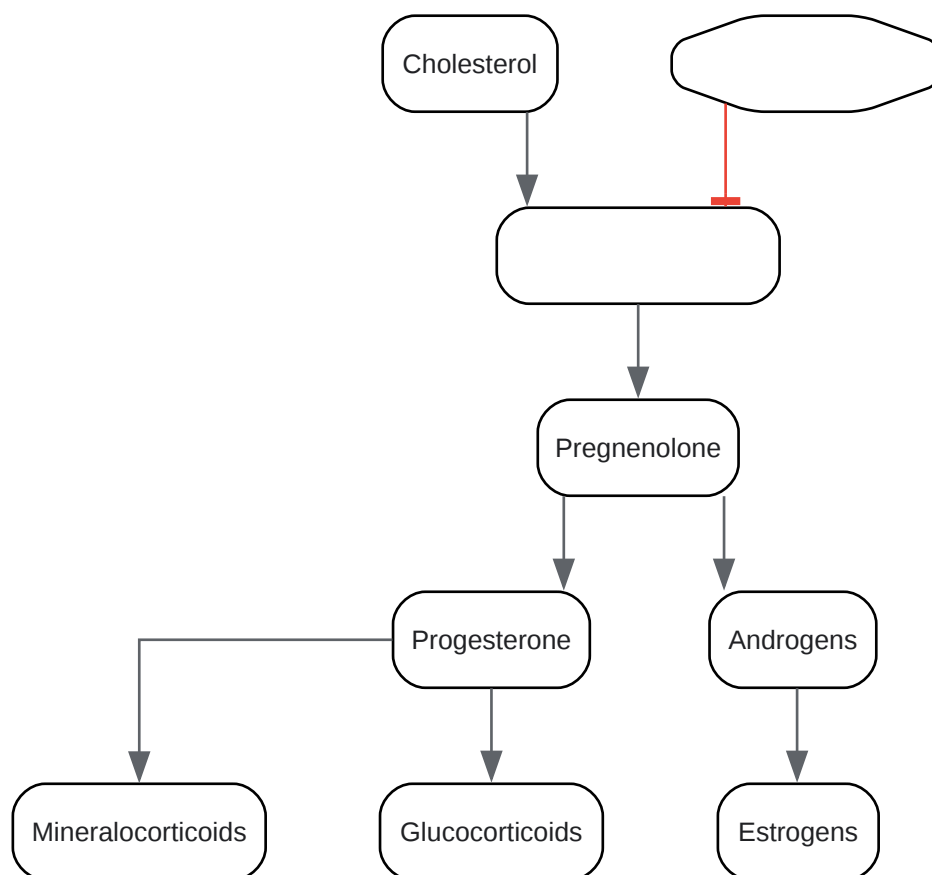 Cholesterol
Pregnenolone
Progesterone
Androgens
Mineralocorticoids
Glucocorticoids
Estrogens